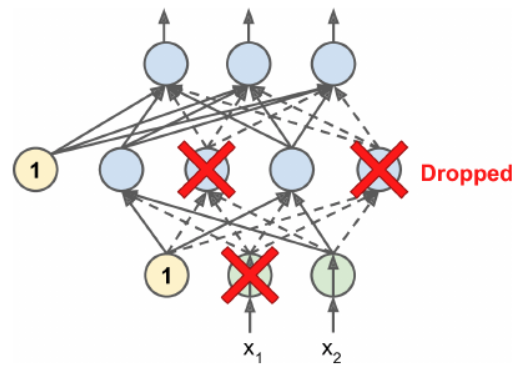 1
Dropped
1
x₁
x₂